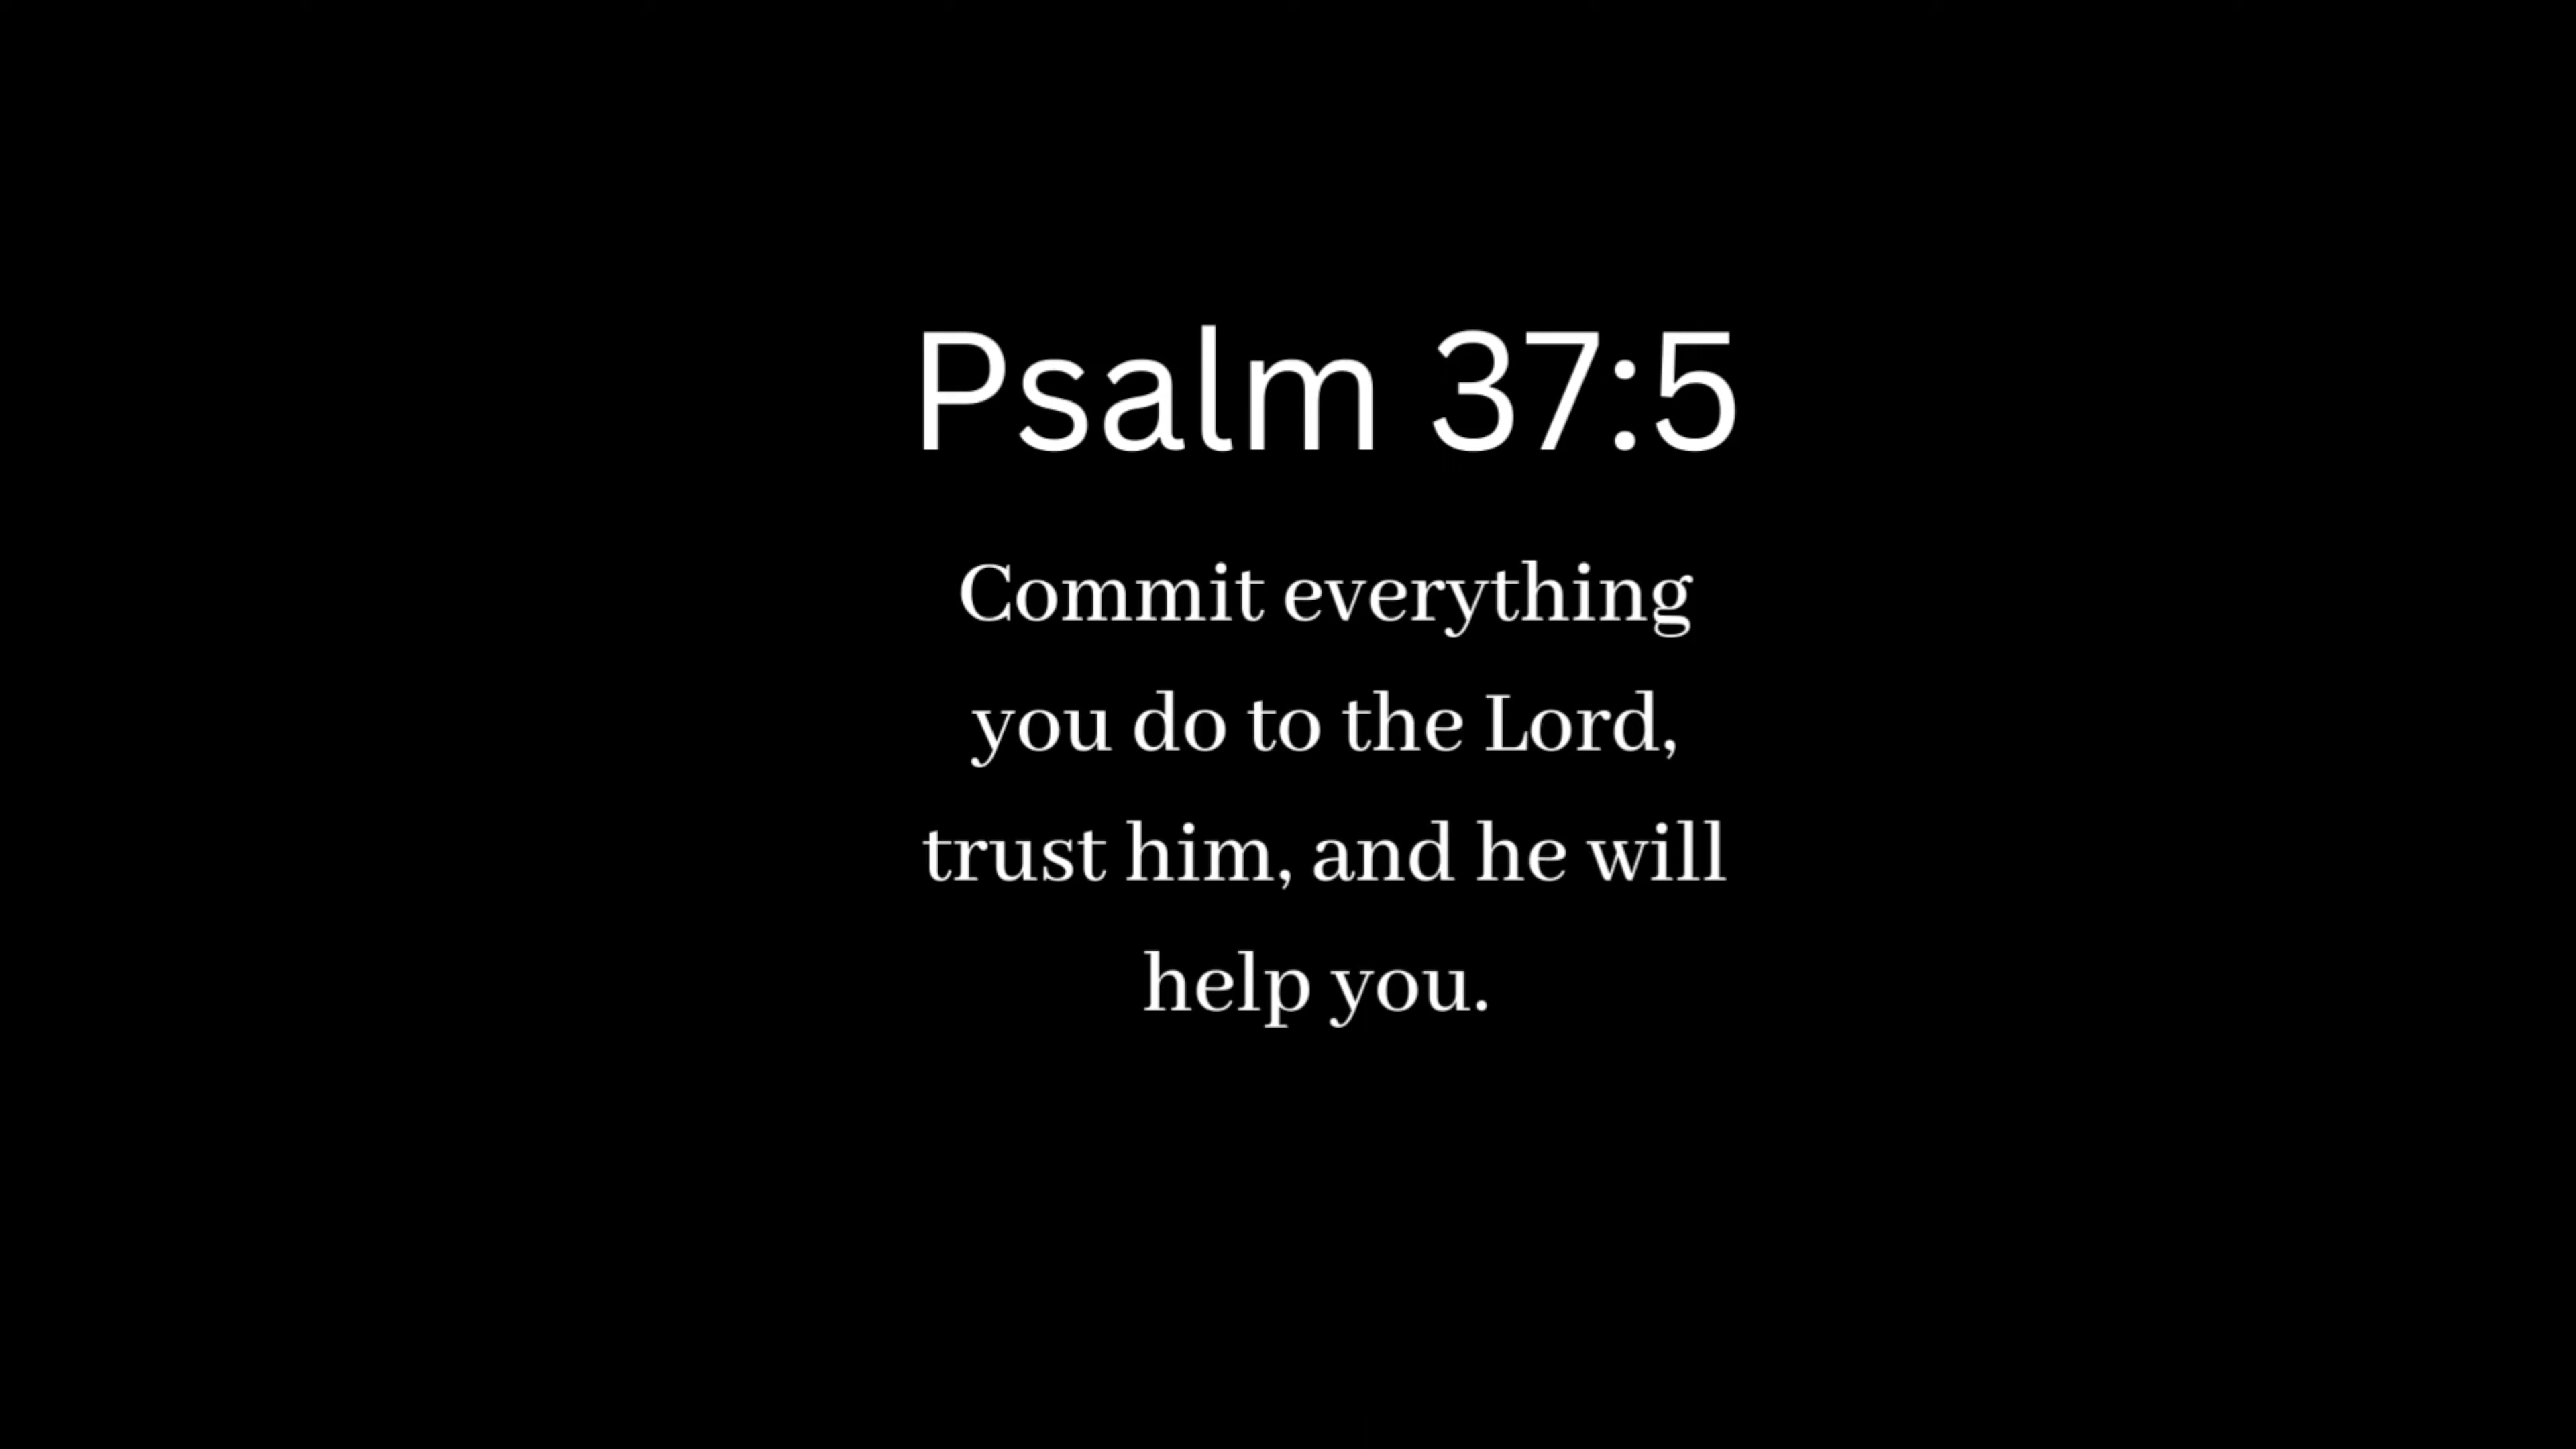 Psalm 37:5
Commit everything
you do to the Lord,
trust him, and he will
help you.